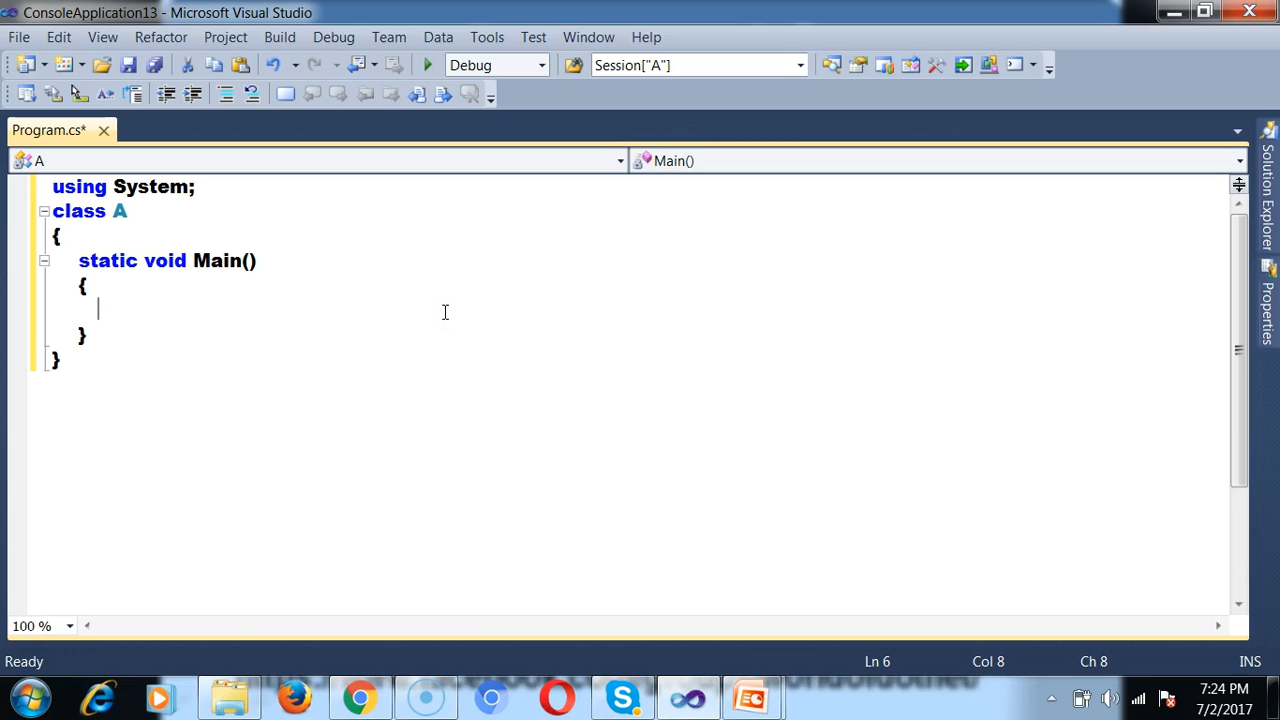 ConsoleApplication13 - Microsoft Visual Studio
File Edit View Refactor Project Build Debug Team Data Tools Test Window Help
Debug Session["A"]
Program.cs*
A Main()
using System;
class A
{
static void Main()
{
}
}
Solution Explorer
Properties
100 %
Ready Ln 6 Col 8 Ch 8 INS
7:24 PM
7/2/2017